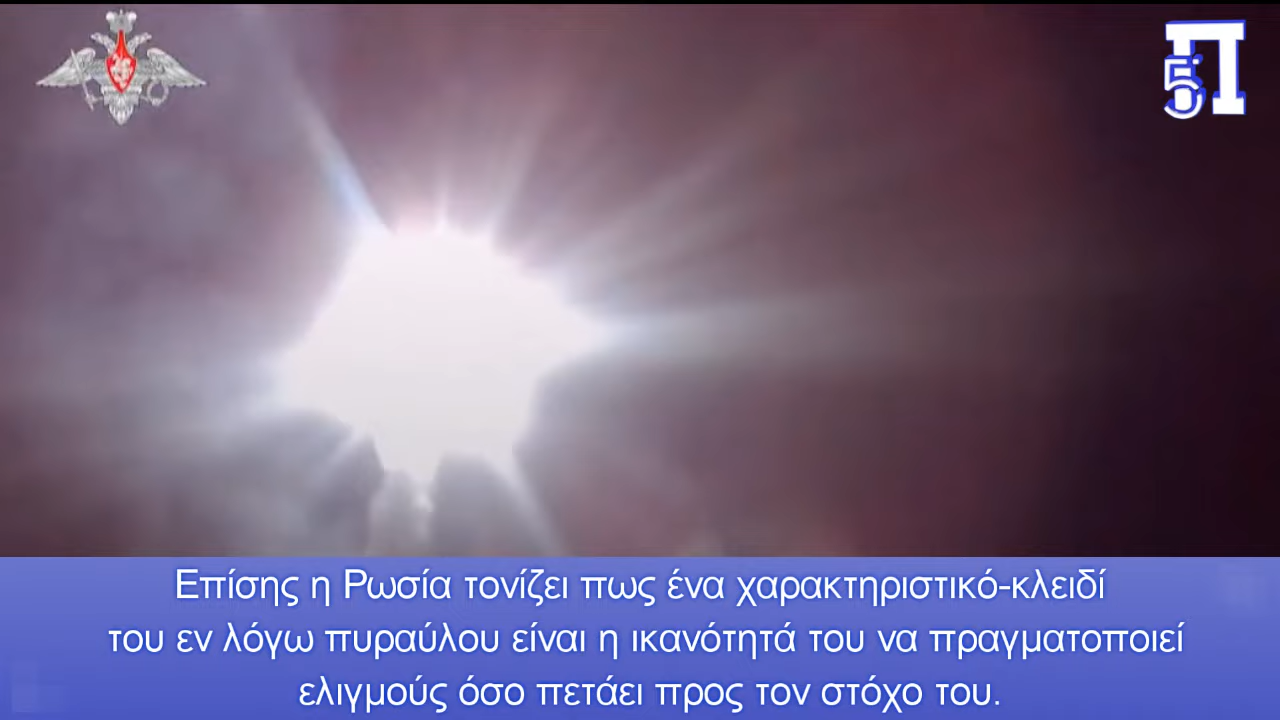 5' Π
Επίσης η Ρωσία τονίζει πως ένα χαρακτηριστικό-κλειδί
του εν λόγω πυραύλου είναι η ικανότητά του να πραγματοποιεί
ελιγμούς όσο πετάει προς τον στόχο του.